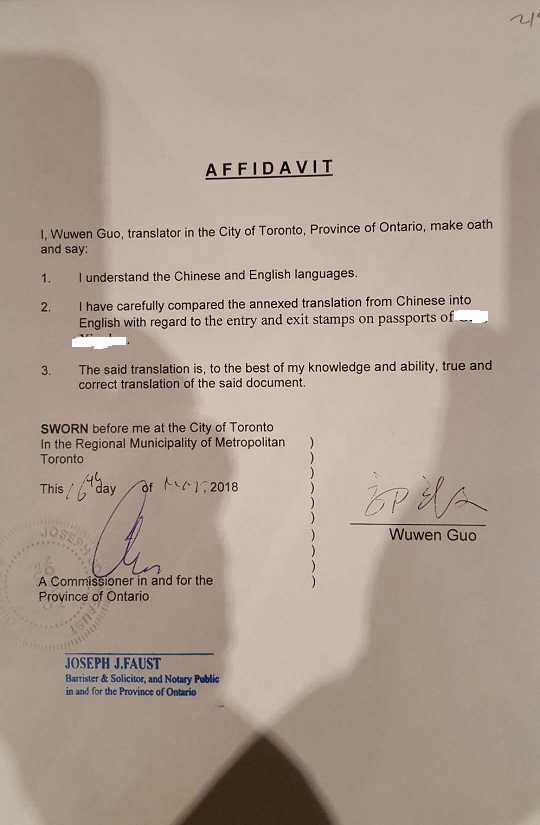 AFFIDAVIT
I, Wuwen Guo, translator in the City of Toronto, Province of Ontario, make oath
and say:
1. I understand the Chinese and English languages.
2. I have carefully compared the annexed translation from Chinese into
English with regard to the entry and exit stamps on passports of
.
3. The said translation is, to the best of my knowledge and ability, true and
correct translation of the said document.
SWORN before me at the City of Toronto )
In the Regional Municipality of Metropolitan )
Toronto )
This 16th day of Mar, 2018 )
Wuwen Guo
A Commissioner in and for the )
Province of Ontario )
JOSEPH J.FAUST
Barrister & Solicitor, and Notary Public
in and for the Province of Ontario